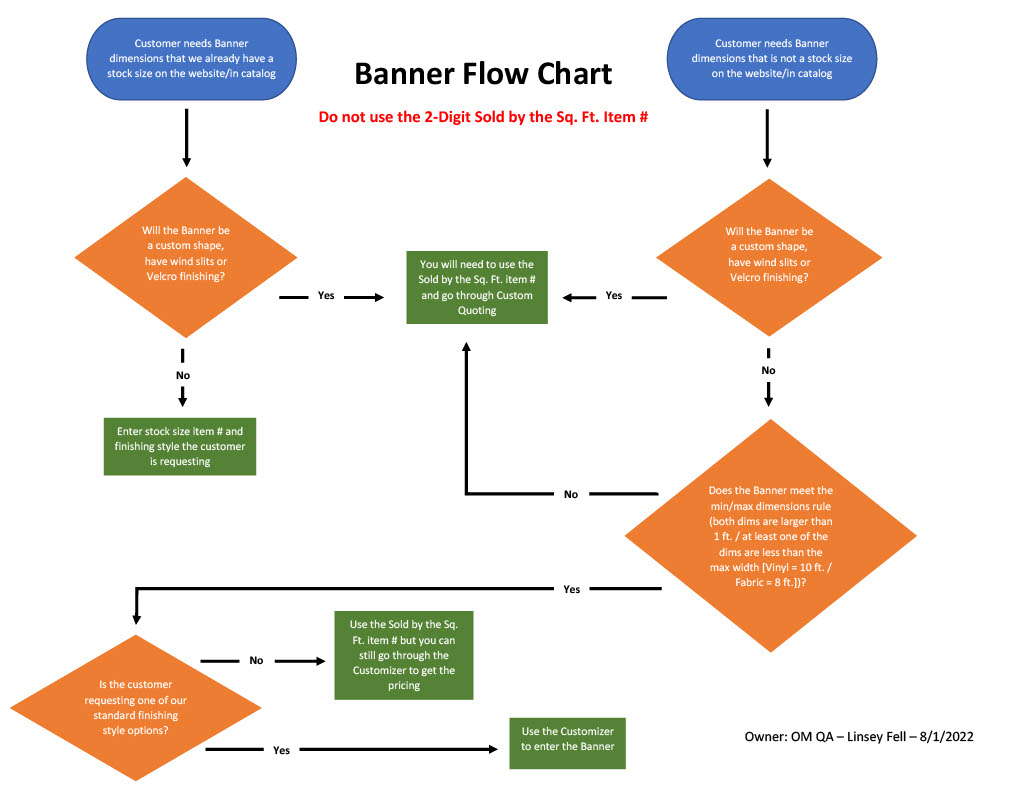 Customer needs Banner
dimensions that we already have a
stock size on the website/in catalog
Banner Flow Chart
Do not use the 2-Digit Sold by the Sq. Ft. Item #
Customer needs Banner
dimensions that is not a stock size
on the website/in catalog
Will the Banner be
a custom shape,
have wind slits or
Velcro finishing?
Yes
You will need to use the
Sold by the Sq. Ft. item #
and go through Custom
Quoting
Yes
Will the Banner be
a custom shape,
have wind slits or
Velcro finishing?
No
No
Enter stock size item # and
finishing style the customer
is requesting
Does the Banner meet the
min/max dimensions rule
(both dims are larger than
1 ft. / at least one of the
dims are less than the
max width [Vinyl = 10 ft. /
Fabric = 8 ft.])?
No
Yes
Is the customer
requesting one of our
standard finishing
style options?
No
Use the Sold by the Sq.
Ft. item # but you can
still go through the
Customizer to get the
pricing
Yes
Use the Customizer
to enter the Banner
Owner: OM QA – Linsey Fell – 8/1/2022